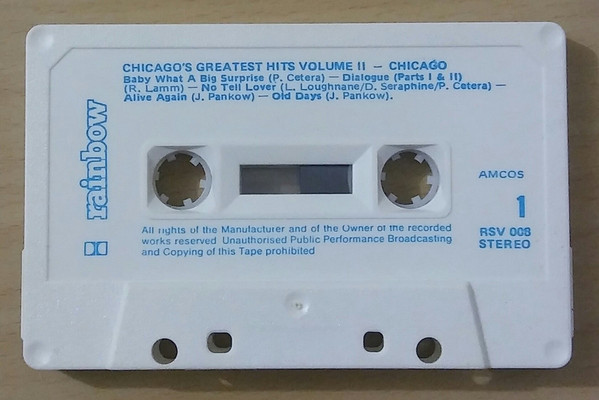 CHICAGO'S GREATEST HITS VOLUME II – CHICAGO
Baby What A Big Surprise (P. Cetera) – Dialogue (Parts I & II)
(R. Lamm) – No Tell Lover (L. Loughnane/D. Seraphine/P. Cetera) –
Alive Again (J. Pankow) – Old Days (J. Pankow).
rainbow
AMCOS
1
RSV 008
STEREO
All rights of the Manufacturer and of the Owner of the recorded
works reserved Unauthorised Public Performance Broadcasting
and Copying of this Tape prohibited